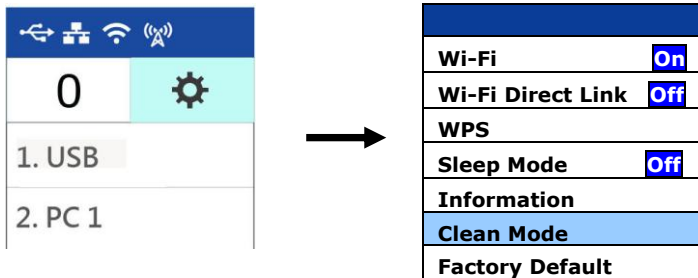 0
1. USB
2. PC 1
Wi-Fi On
Wi-Fi Direct Link Off
WPS
Sleep Mode Off
Information
Clean Mode
Factory Default